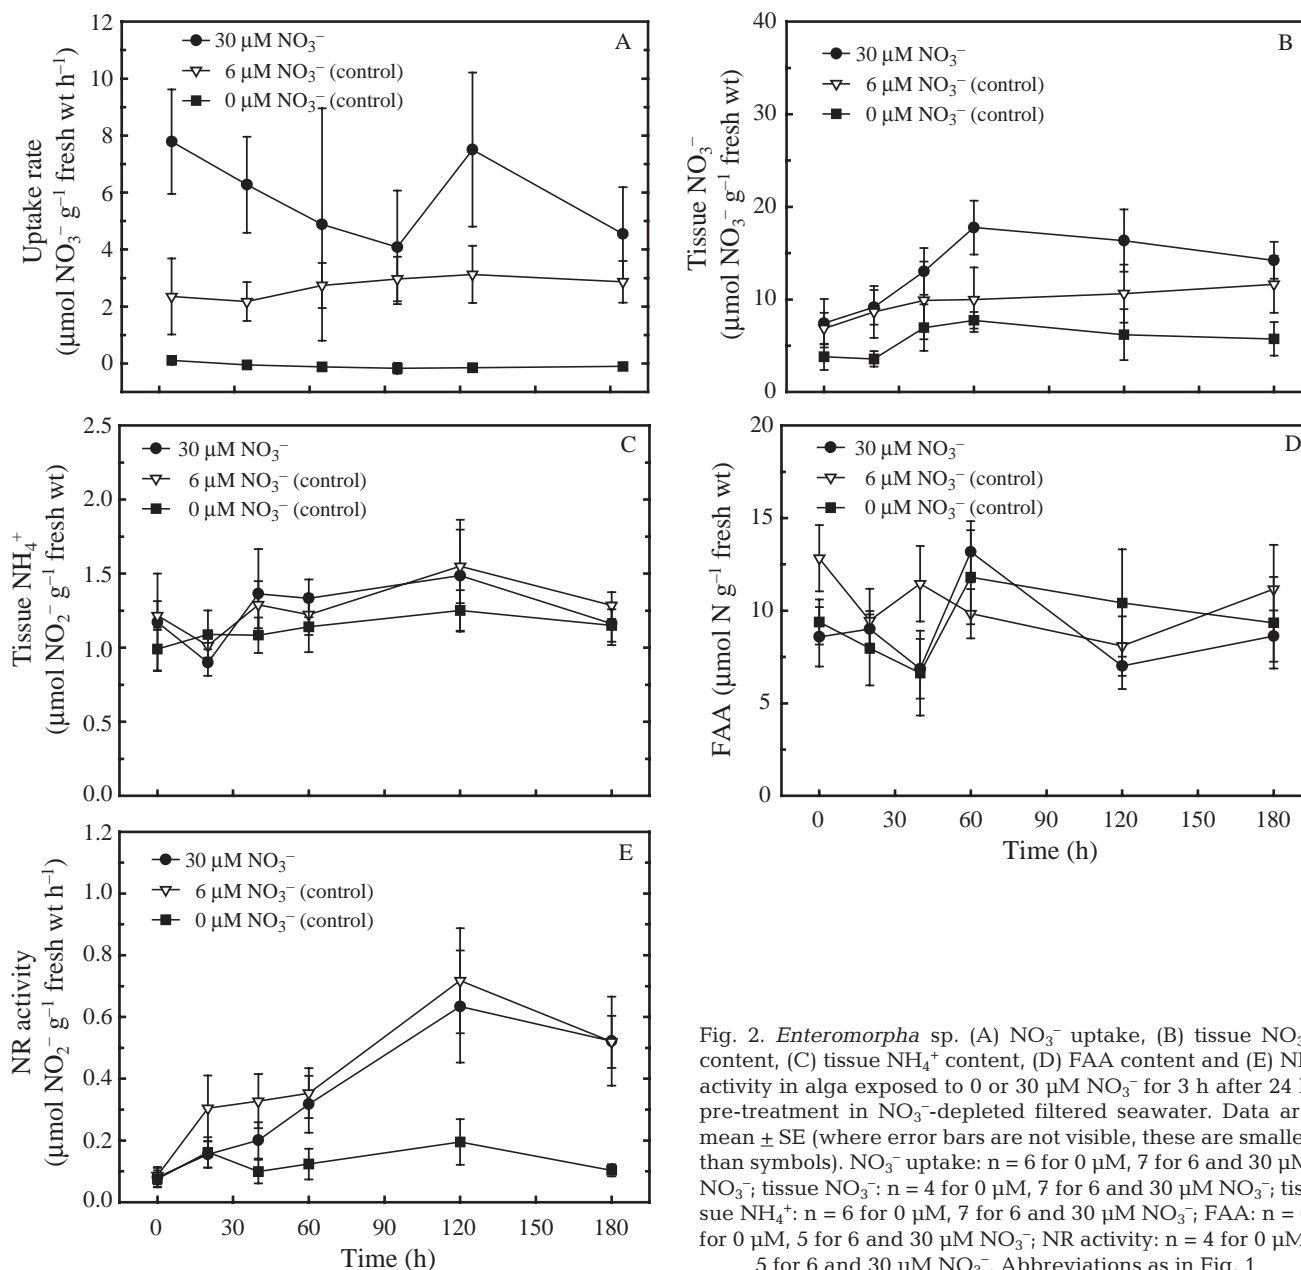 12
10
8
6
4
2
0
Uptake rate
(µmol NO₃⁻ g⁻¹ fresh wt h⁻¹)
30 µM NO₃⁻
6 µM NO₃⁻ (control)
0 µM NO₃⁻ (control)
A
40
30
20
10
0
Tissue NO₃⁻
(µmol NO₃⁻ g⁻¹ fresh wt)
30 µM NO₃⁻
6 µM NO₃⁻ (control)
0 µM NO₃⁻ (control)
B
2.5
2.0
1.5
1.0
0.5
0.0
Tissue NH₄⁺
(µmol NO₂⁻ g⁻¹ fresh wt)
30 µM NO₃⁻
6 µM NO₃⁻ (control)
0 µM NO₃⁻ (control)
C
20
15
10
5
0
FAA (µmol N g⁻¹ fresh wt)
30 µM NO₃⁻
6 µM NO₃⁻ (control)
0 µM NO₃⁻ (control)
D
0 30 60 90 120 150 180
Time (h)
1.2
1.0
0.8
0.6
0.4
0.2
0.0
NR activity
(µmol NO₂⁻ g⁻¹ fresh wt h⁻¹)
30 µM NO₃⁻
6 µM NO₃⁻ (control)
0 µM NO₃⁻ (control)
E
0 30 60 90 120 150 180
Time (h)
Fig. 2. Enteromorpha sp. (A) NO₃⁻ uptake, (B) tissue NO₃
content, (C) tissue NH₄⁺ content, (D) FAA content and (E)
activity in alga exposed to 0 or 30 µM NO₃⁻ for 3 h after 24
pre-treatment in NO₃⁻-depleted filtered seawater. Data
mean ± SE (where error bars are not visible, these are
than symbols). NO₃⁻ uptake: n = 6 for 0 µM, 7 for 6 and 30 µM
NO₃⁻; tissue NO₃⁻: n = 4 for 0 µM, 7 for 6 and 30 µM NO₃⁻; tis
sue NH₄⁺: n = 6 for 0 µM, 7 for 6 and 30 µM NO₃⁻; FAA: n =
for 0 µM, 5 for 6 and 30 µM NO₃⁻; NR activity: n = 4 for 0 µM
5 for 6 and 30 µM NO₃⁻. Abbreviations as in Fig. 1